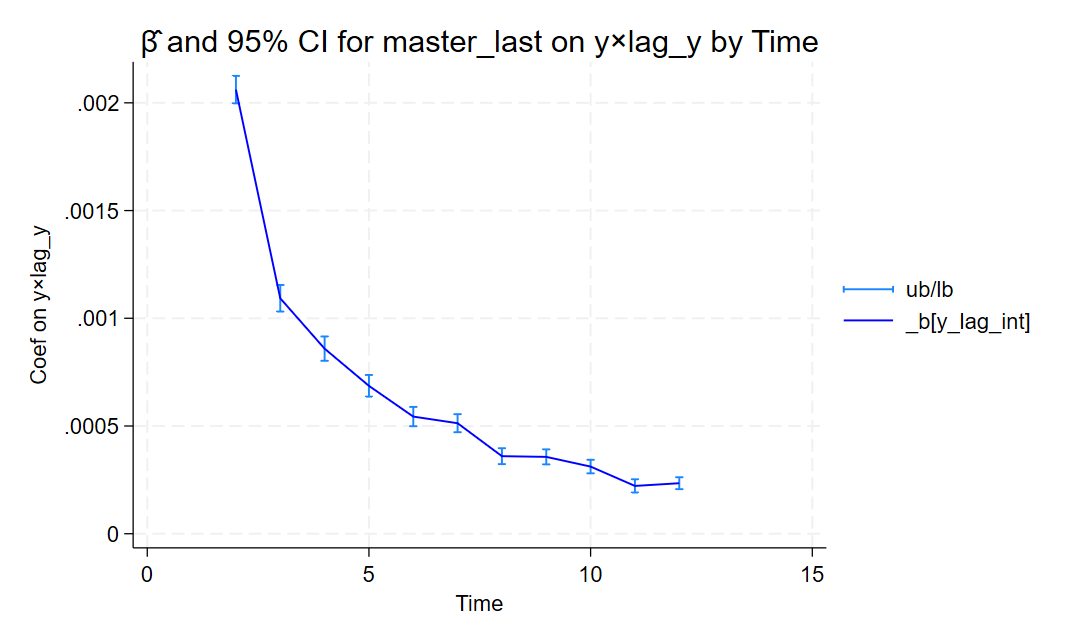 β̂ and 95% CI for master_last on y×lag_y by Time
Coef on y×lag_y
.002
.0015
.001
.0005
0
0 5 10 15
Time
ub/lb
_b[y_lag_int]